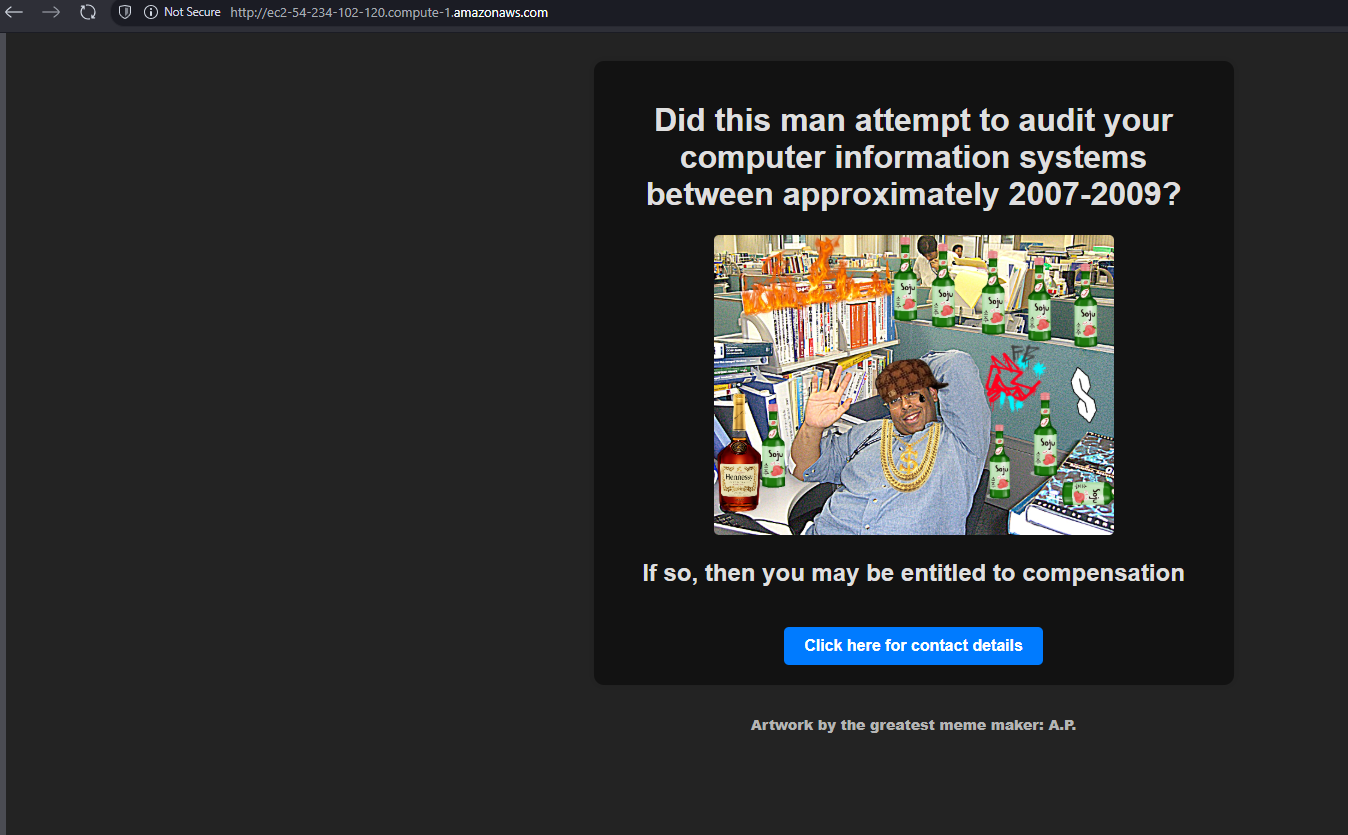 Not Secure http://ec2-54-234-102-120.compute-1.amazonaws.com
Did this man attempt to audit your
computer information systems
between approximately 2007-2009?
Soju
Soju
Soju
Soju
Soju
Hennessy
Soju
Soju
Soju
Soju
If so, then you may be entitled to compensation
Click here for contact details
Artwork by the greatest meme maker: A.P.